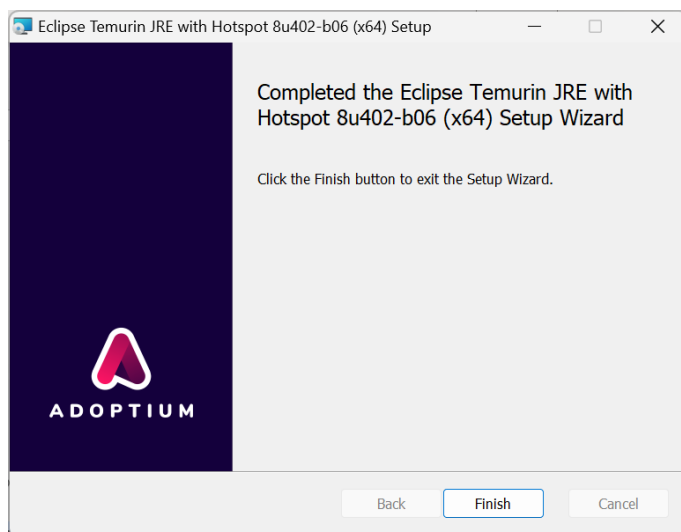 Eclipse Temurin JRE with Hotspot 8u402-b06 (x64) Setup
Completed the Eclipse Temurin JRE with
Hotspot 8u402-b06 (x64) Setup Wizard
Click the Finish button to exit the Setup Wizard.
ADOPTIUM
Back Finish Cancel